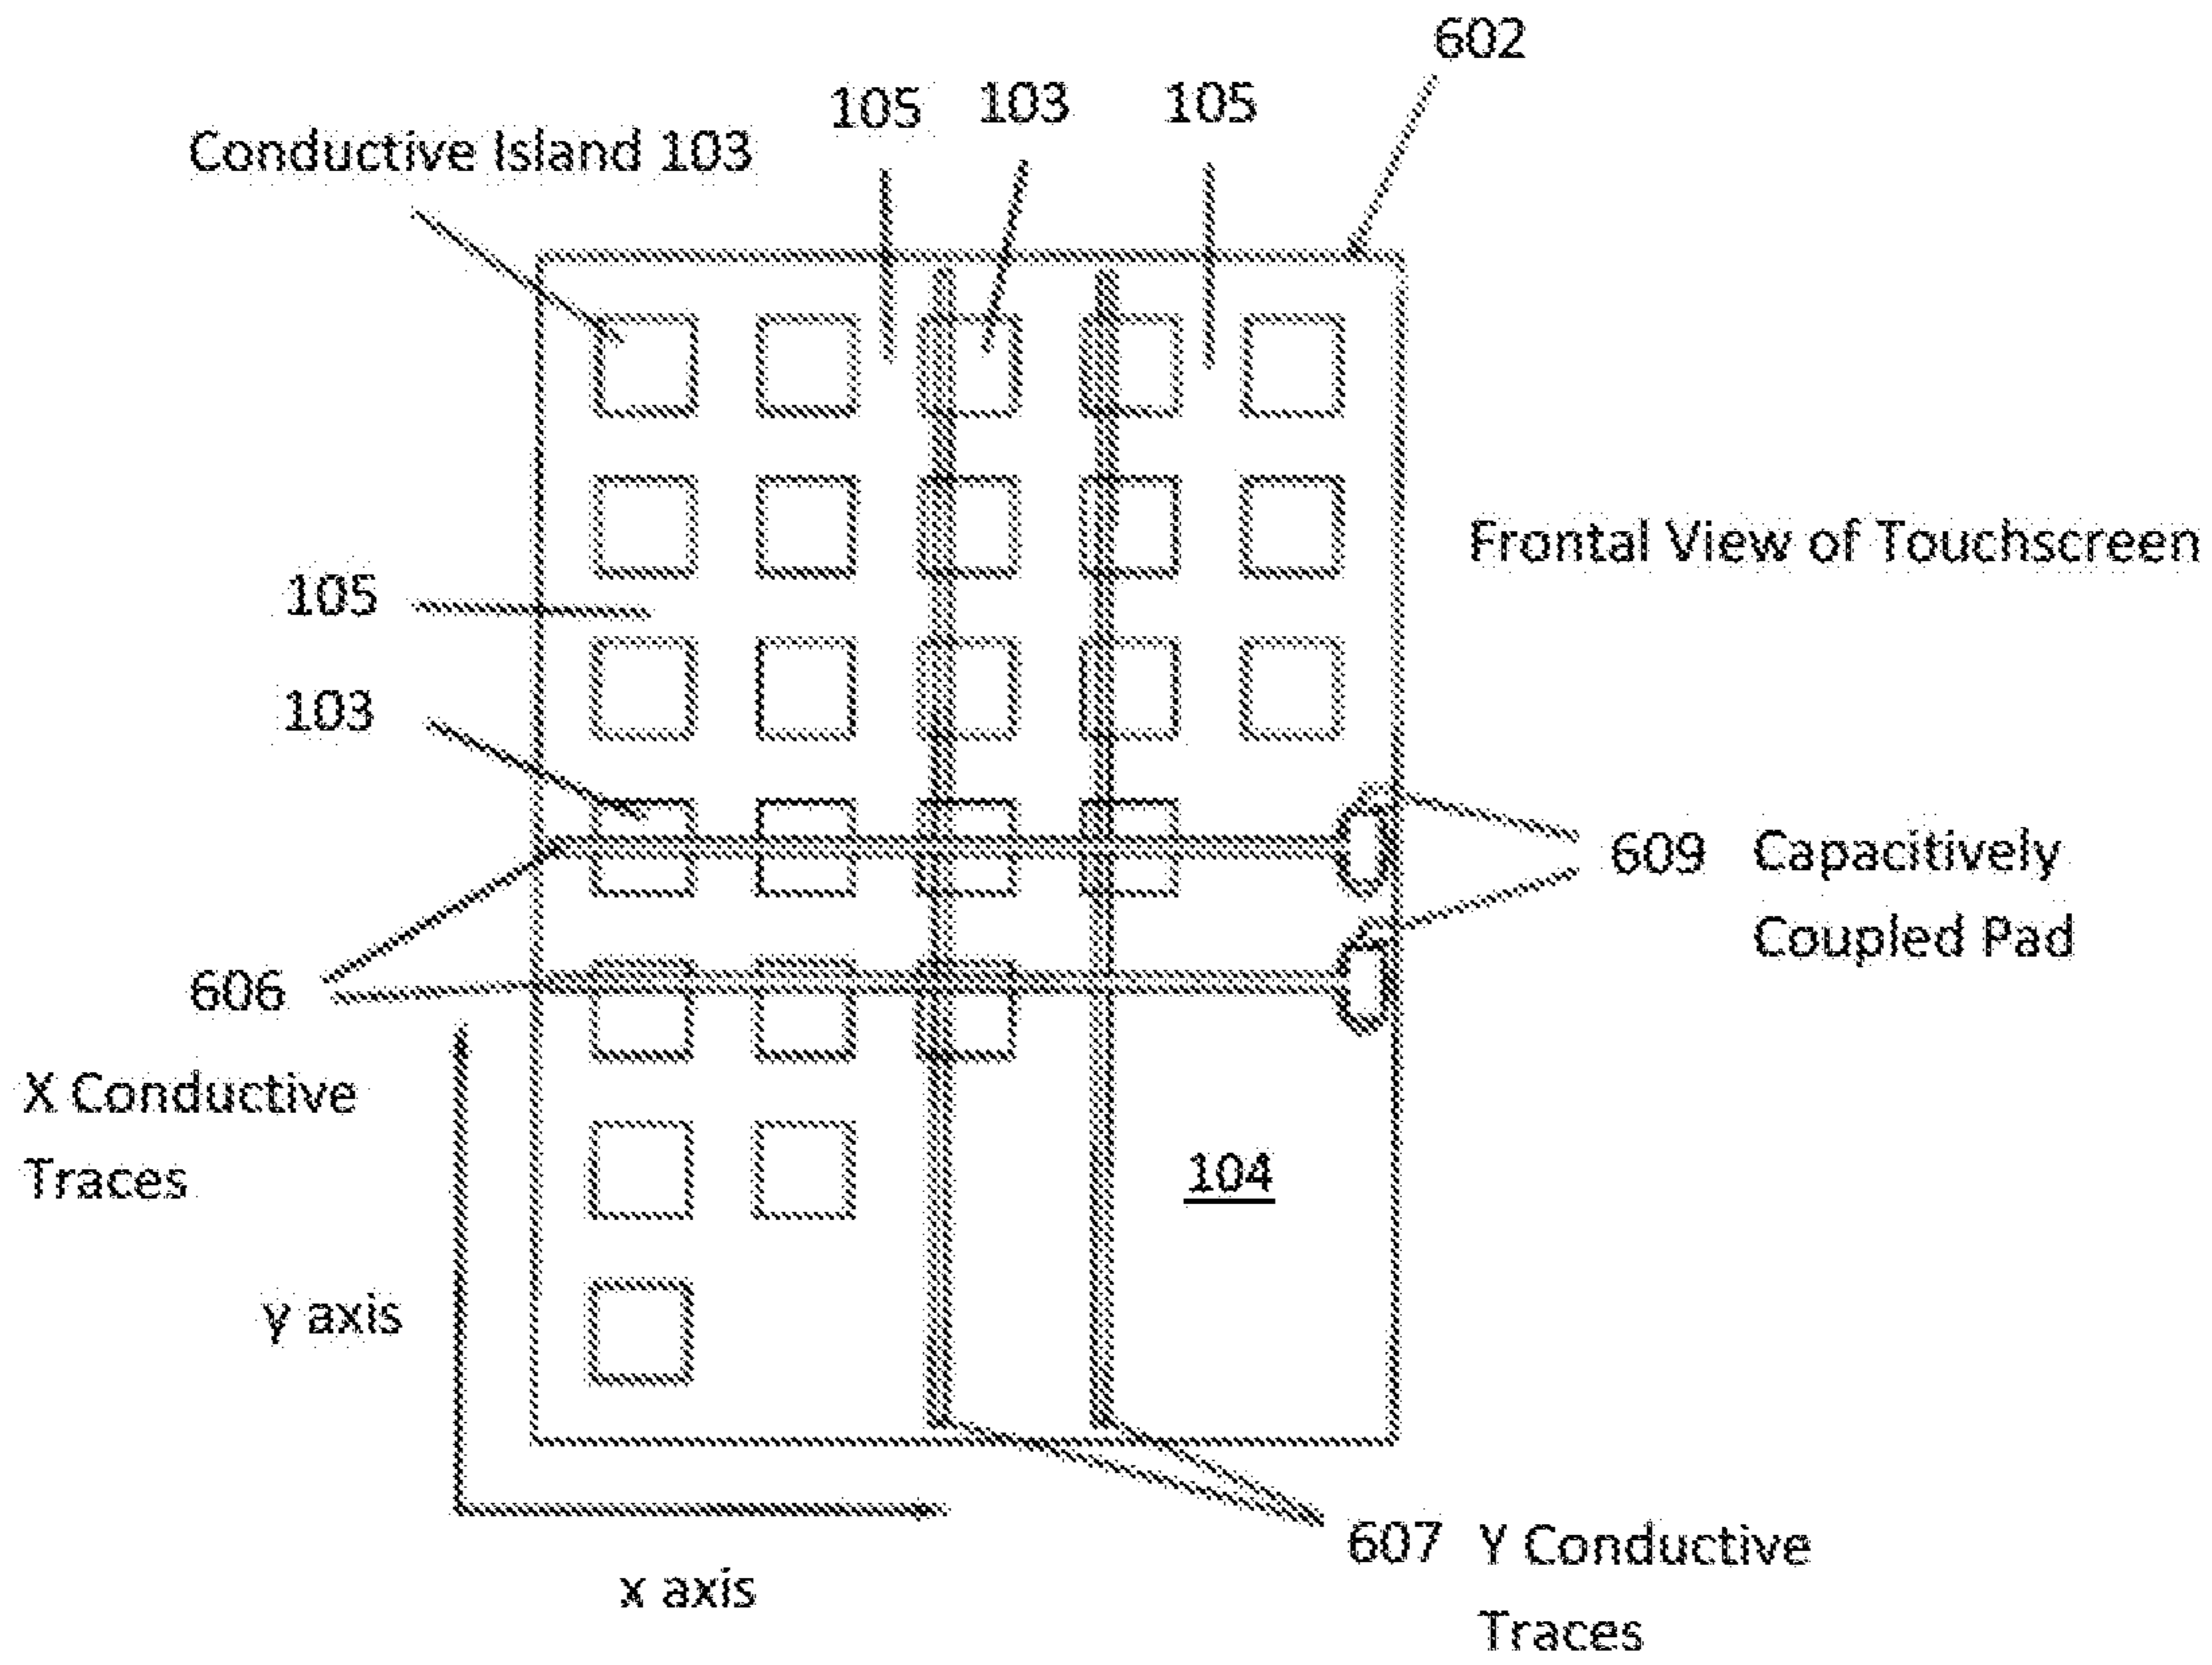 602
105
103
105
Conductive Island 103
Frontal View of Touchscreen
105
103
609 Capacitively
Coupled Pad
606
X Conductive
Traces
104
y axis
607 Y Conductive
Traces
x axis